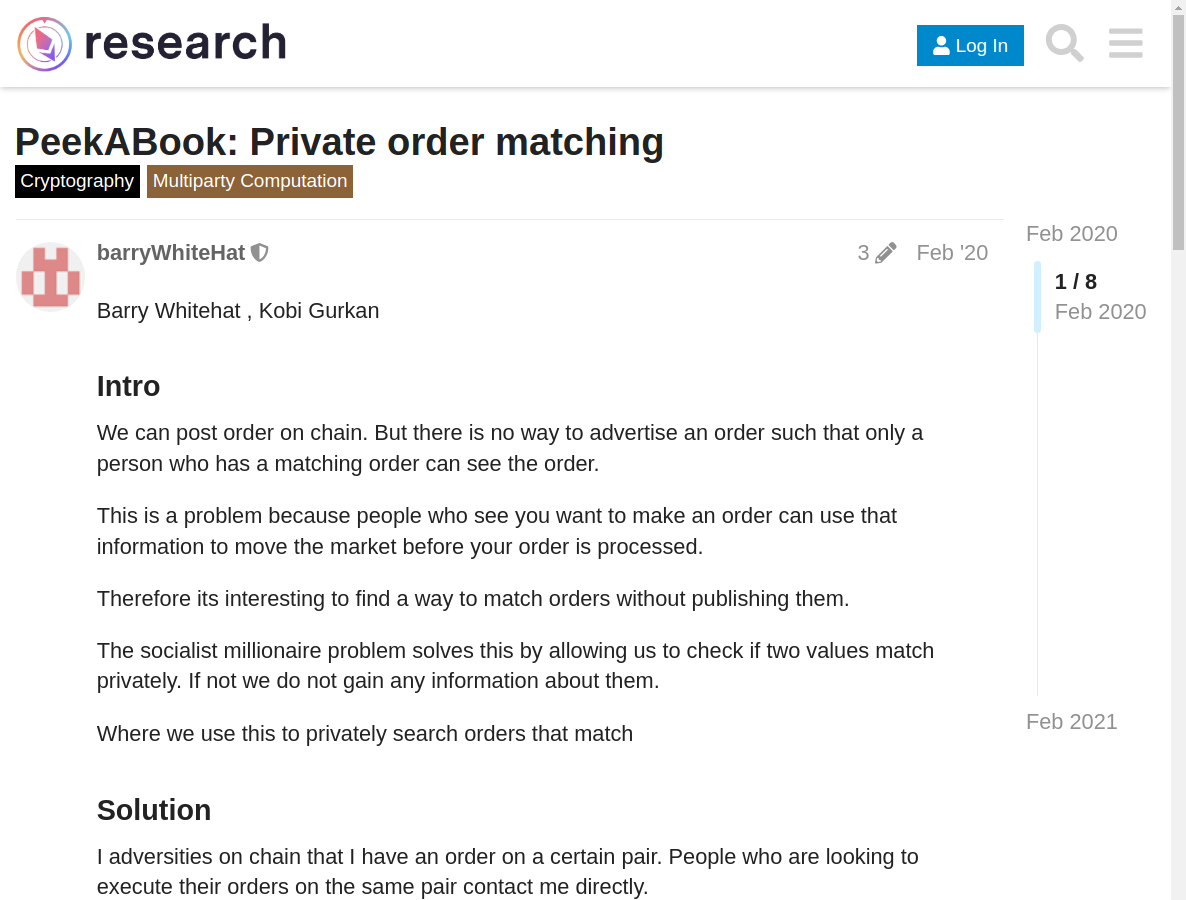 research
Log In
PeekABook: Private order matching
Cryptography Multiparty Computation
barryWhiteHat 3 Feb '20
Feb 2020
1 / 8
Feb 2020
Barry Whitehat , Kobi Gurkan
Intro
We can post order on chain. But there is no way to advertise an order such that only a
person who has a matching order can see the order.
This is a problem because people who see you want to make an order can use that
information to move the market before your order is processed.
Therefore its interesting to find a way to match orders without publishing them.
The socialist millionaire problem solves this by allowing us to check if two values match
privately. If not we do not gain any information about them.
Where we use this to privately search orders that match
Feb 2021
Solution
I adversities on chain that I have an order on a certain pair. People who are looking to
execute their orders on the same pair contact me directly.